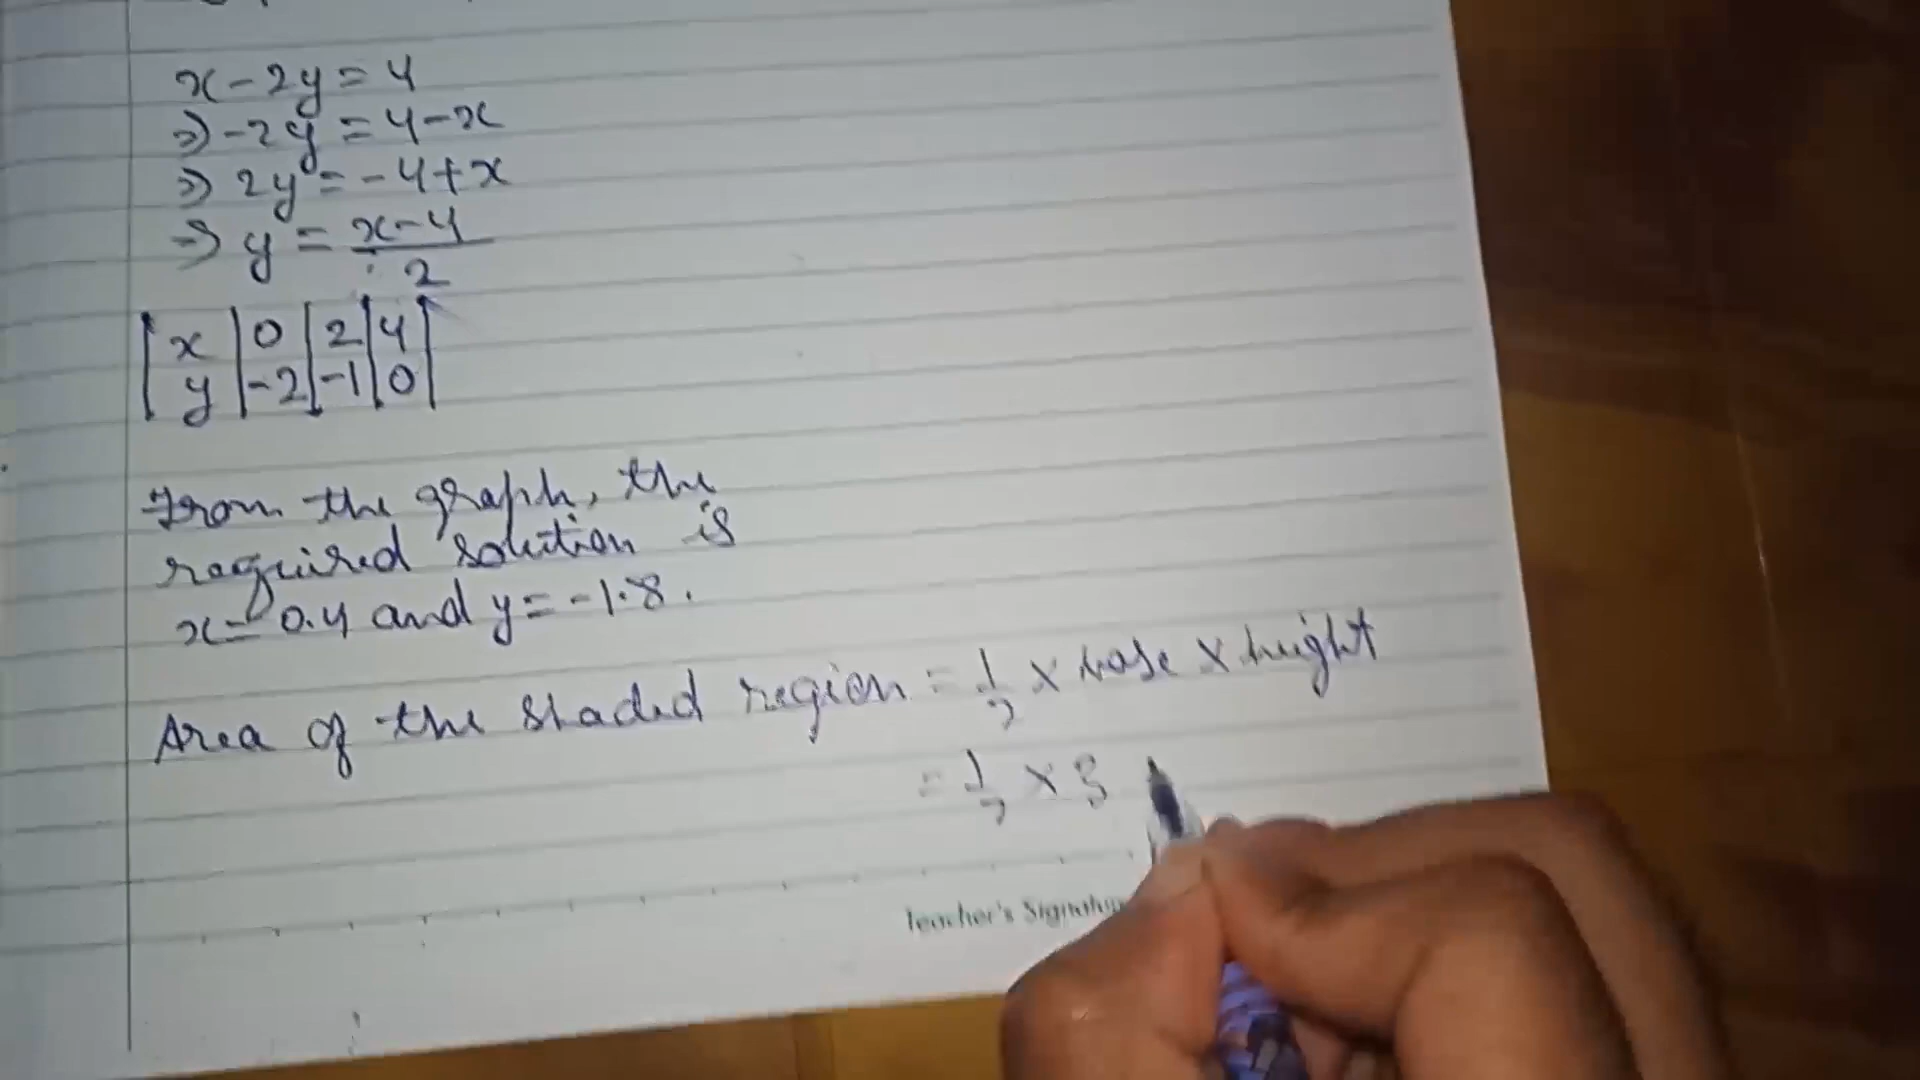 x - 2y = 4
⇒ -2y = 4 - x
⇒ 2y = -4 + x
⇒ y = x-4/2
x | 0 | 2 | 4
y | -2 | -1 | 0
From the graph, the
required solution is
x = 0.4 and y = -1.8.
Area of the shaded region = 1/2 × base × height
= 1/2 × 3
Teacher's Signature